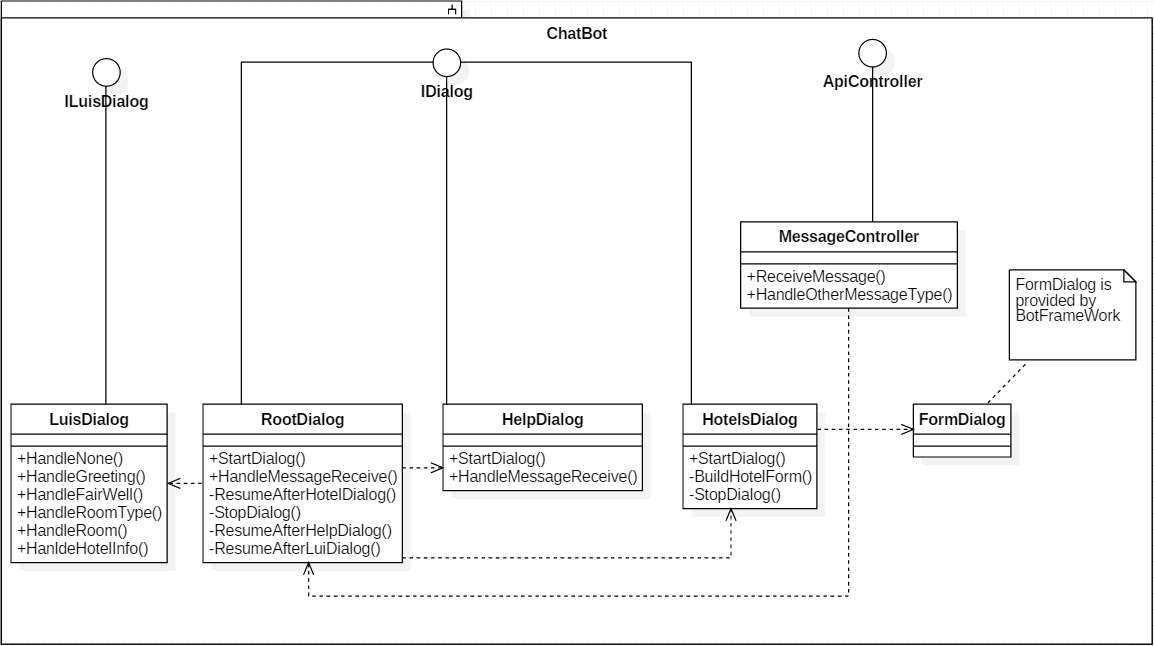 ChatBot
ILuisDialog
IDialog
ApiController
MessageController
+ReceiveMessage()
+HandleOtherMessageType()
FormDialog is
provided by
BotFrameWork
LuisDialog
+HandleNone()
+HandleGreeting()
+HandleFairWell()
+HandleRoomType()
+HandleRoom()
+HanldeHotelInfo()
RootDialog
+StartDialog()
+HandleMessageReceive()
-ResumeAfterHotelDialog()
-StopDialog()
-ResumeAfterHelpDialog()
-ResumeAfterLuiDialog()
HelpDialog
+StartDialog()
+HandleMessageReceive()
HotelsDialog
+StartDialog()
-BuildHotelForm()
-StopDialog()
FormDialog